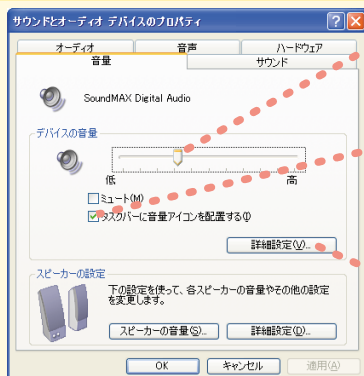 サウンドとオーディオ デバイスのプロパティ
オーディオ 音声 ハードウェア
音量 サウンド
SoundMAX Digital Audio
デバイスの音量
低 高
ミュート(M)
タスクバーに音量アイコンを配置する(I)
詳細設定(V)...
スピーカーの設定
下の設定を使って、各スピーカーの音量やその他の設定
を変更します。
スピーカーの音量(S)... 詳細設定(D)...
OK キャンセル 適用(A)